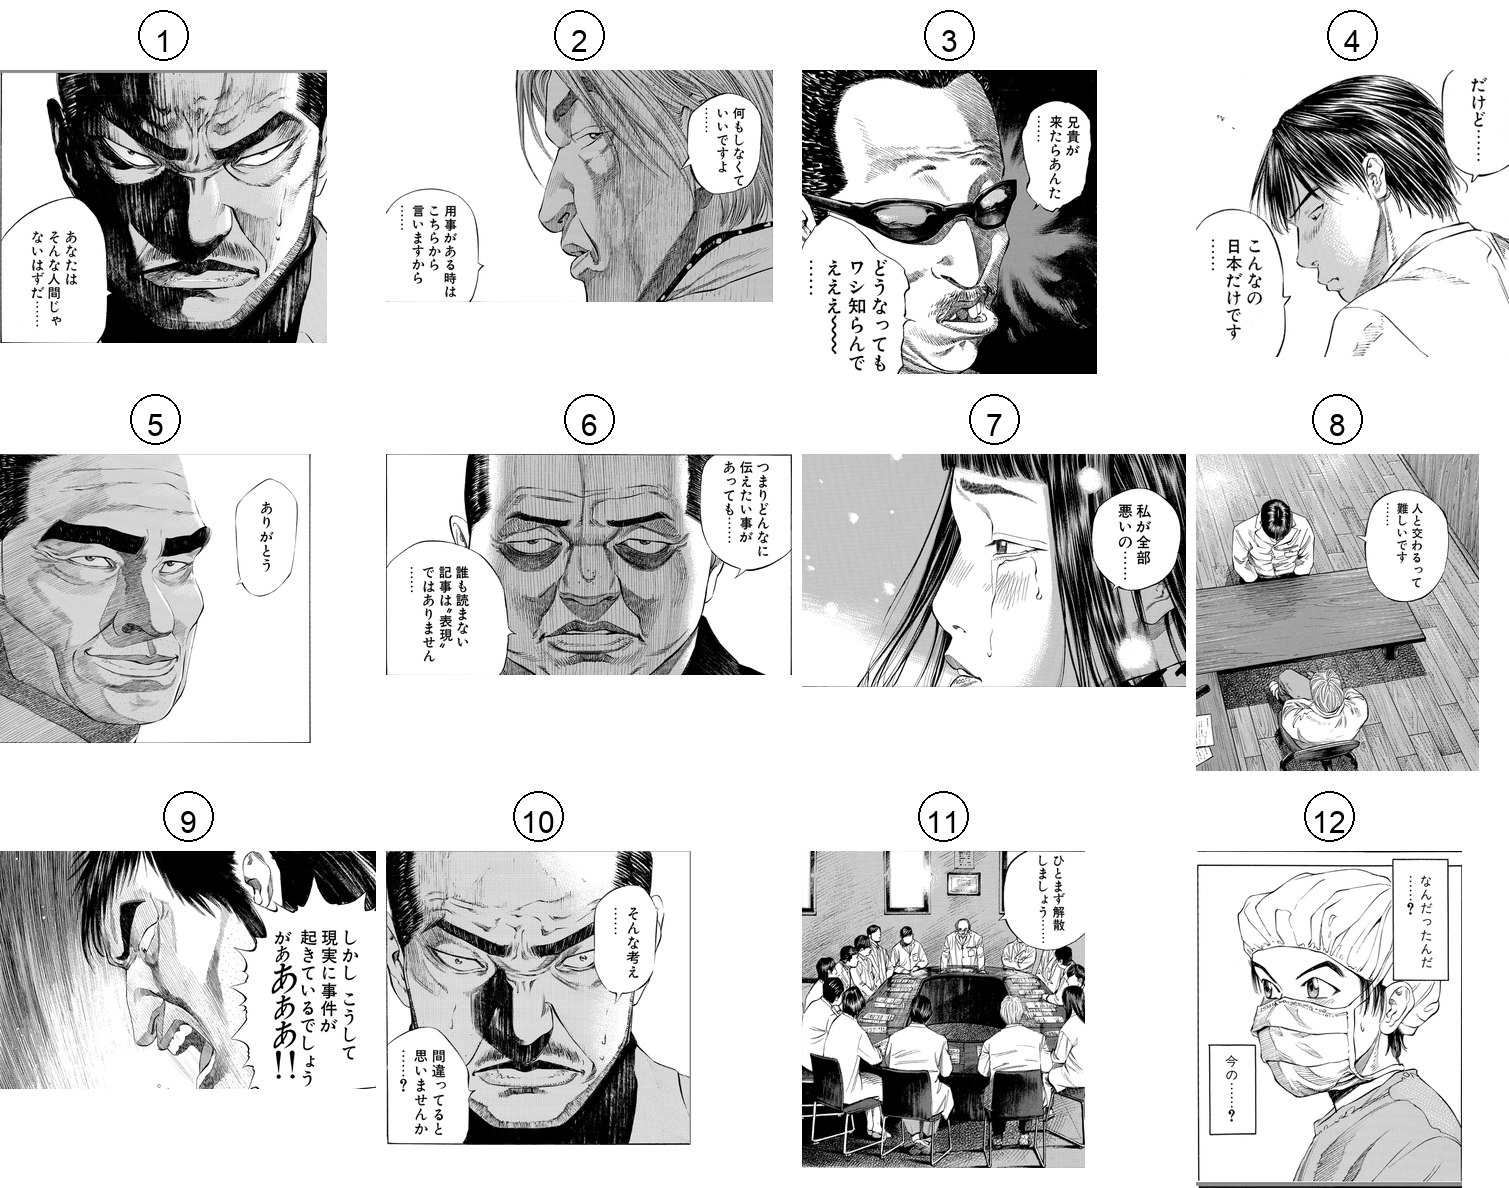 1
あなたは
そんな人間じゃ
ないはずだ……
2
何もしなくて
いいですよ
……
用事がある時は
こちらから
言いますから
……
3
兄貴が
来たらあんた
……
どうなっても
ワシ知らんで
えええ〜〜〜
……
4
だけど……
こんなの
日本だけです
……
5
ありがとう
6
つまりどんなに
伝えたい事が
あっても……
誰も読まない
記事は〝表現〟
ではありません
……
7
私が全部
悪いの……
8
人と交わるって
難しいです
……
9
しかし こうして
現実に事件が
起きているでしょう
があああ!!
10
そんな考え
……
間違ってると
思いませんか
……?
11
ひとまず解散
しましょう……
12
なんだったんだ
……?
今の……?